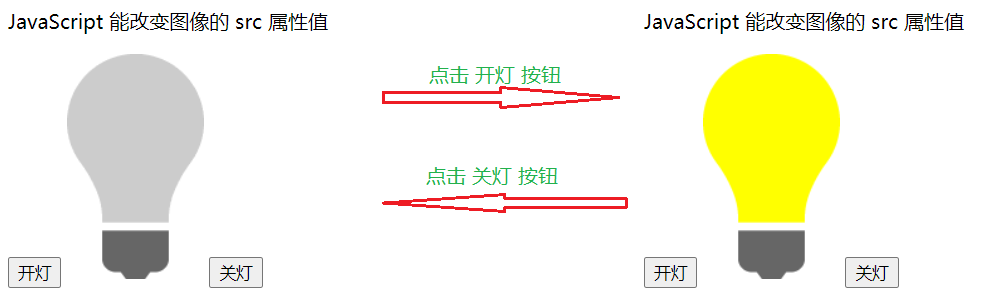 JavaScript 能改变图像的 src 属性值
JavaScript 能改变图像的 src 属性值
点击 开灯 按钮
点击 关灯 按钮
开灯
关灯
开灯
关灯